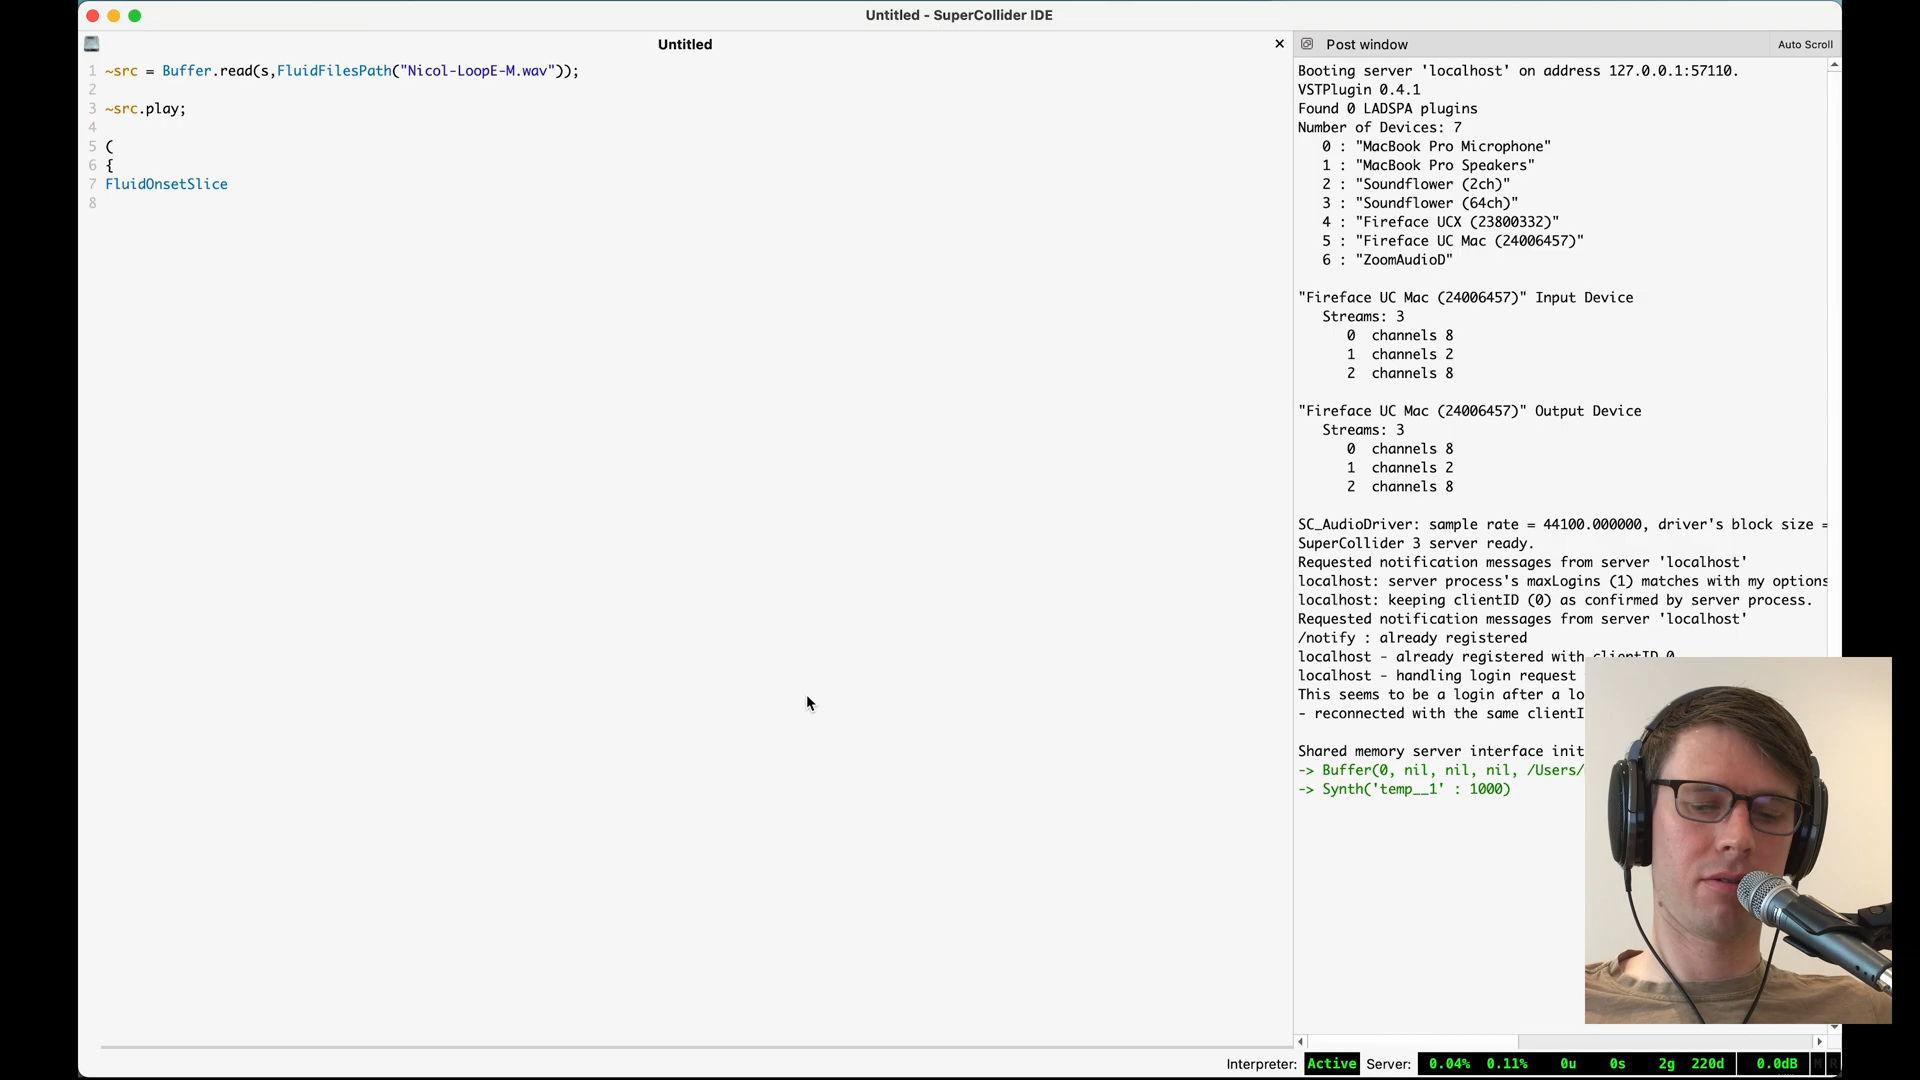 Untitled - SuperCollider IDE
Untitled
Post window
Auto Scroll
1 ~src = Buffer.read(s,FluidFilesPath("Nicol-LoopE-M.wav"));
2
3 ~src.play;
4
5 (
6 {
7 FluidOnsetSlice
8
Booting server 'localhost' on address 127.0.0.1:57110.
VSTPlugin 0.4.1
Found 0 LADSPA plugins
Number of Devices: 7
0 : "MacBook Pro Microphone"
1 : "MacBook Pro Speakers"
2 : "Soundflower (2ch)"
3 : "Soundflower (64ch)"
4 : "Fireface UCX (23800332)"
5 : "Fireface UC Mac (24006457)"
6 : "ZoomAudioD"
"Fireface UC Mac (24006457)" Input Device
Streams: 3
0 channels 8
1 channels 2
2 channels 8
"Fireface UC Mac (24006457)" Output Device
Streams: 3
0 channels 8
1 channels 2
2 channels 8
SC_AudioDriver: sample rate = 44100.000000, driver's block size =
SuperCollider 3 server ready.
Requested notification messages from server 'localhost'
localhost: server process's maxLogins (1) matches with my options
localhost: keeping clientID (0) as confirmed by server process.
Requested notification messages from server 'localhost'
/notify : already registered
localhost - already registered with clientID 0
localhost - handling login request
This seems to be a login after a lo
- reconnected with the same clientI
Shared memory server interface init
-> Buffer(0, nil, nil, nil, /Users/
-> Synth('temp__1' : 1000)
Interpreter: Active Server: 0.04% 0.11% 0u 0s 2g 220d 0.0dB M R